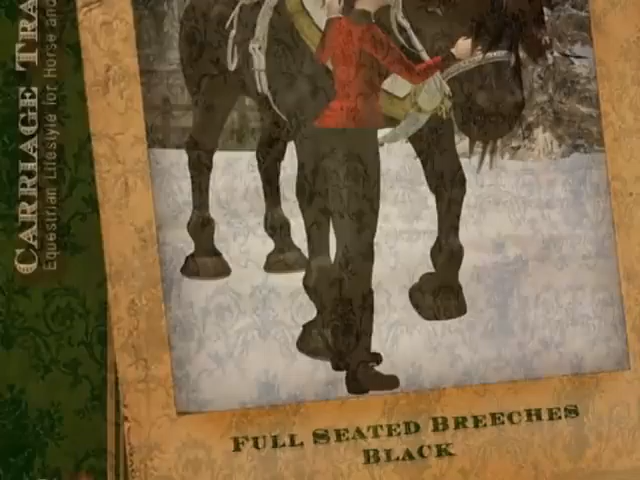 CARRIAGE TRA
Equestrian Lifestyle for Horse and
FULL SEATED BREECHES
BLACK